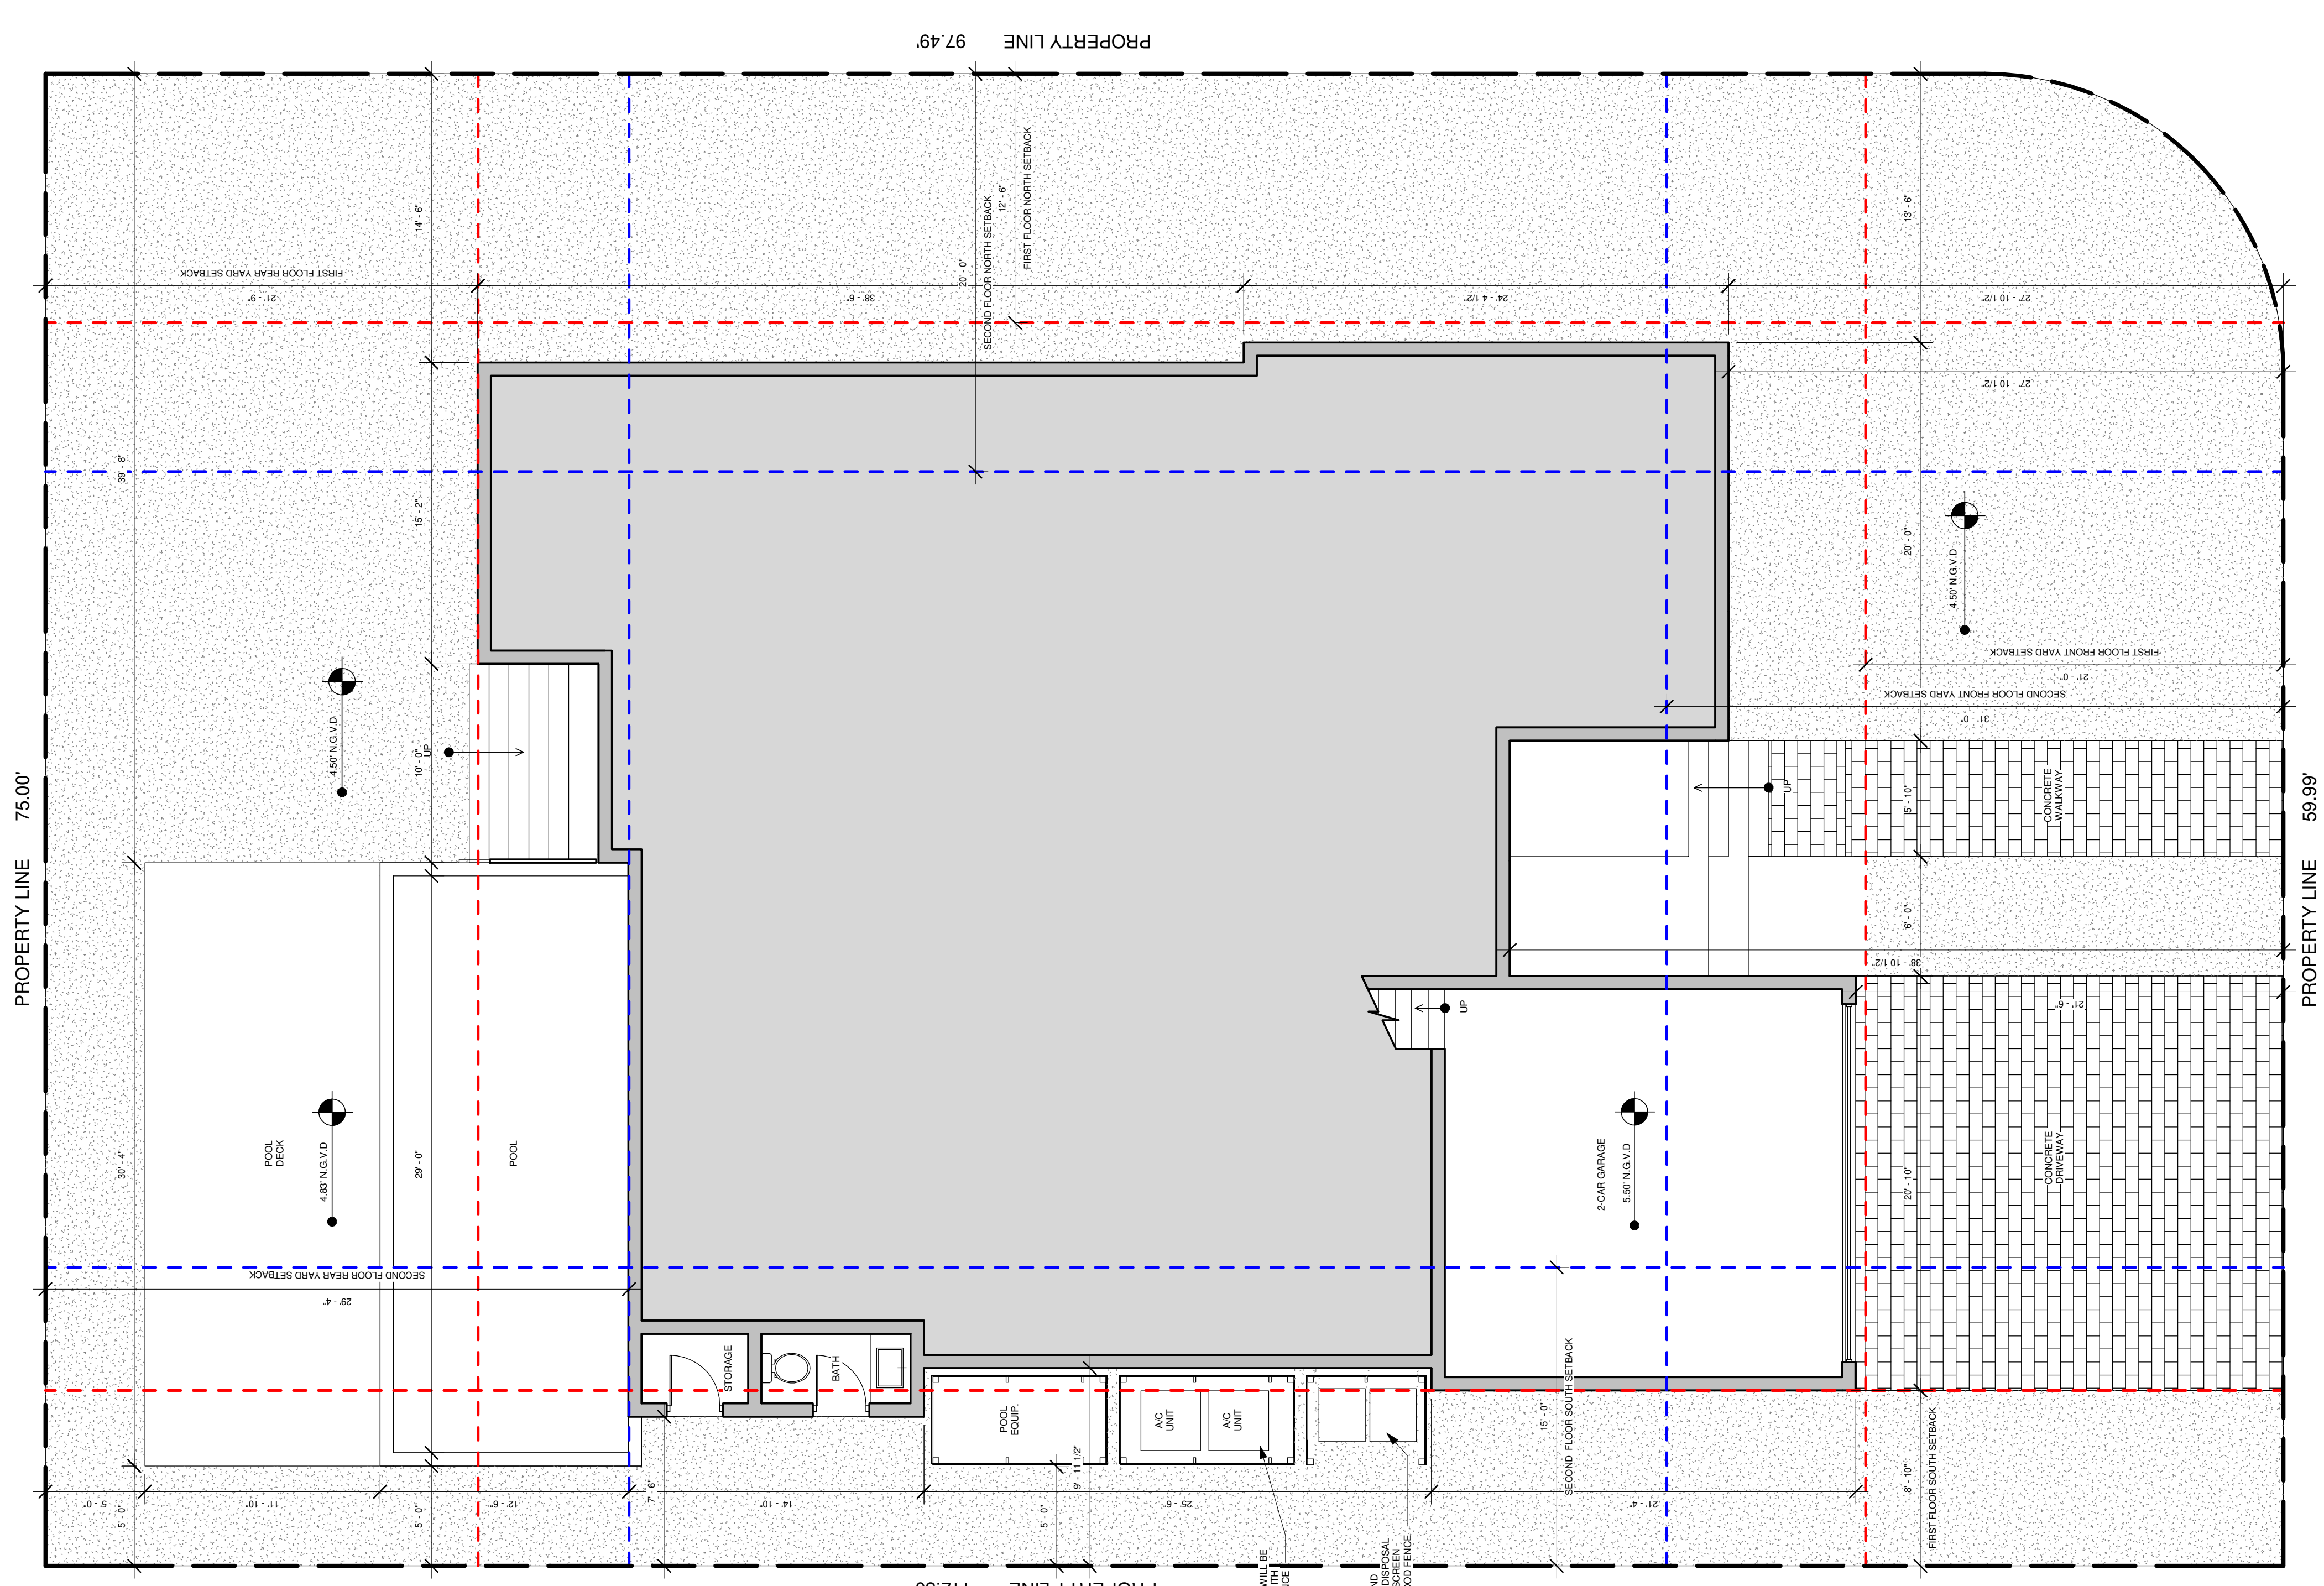 PROPERTY LINE 97.49'
FIRST FLOOR NORTH SETBACK
12' - 6"
SECOND FLOOR NORTH SETBACK
20' - 0"
14' - 6"
13' - 6"
FIRST FLOOR REAR YARD SETBACK
21' - 9"
38' - 6"
24' - 4 1/2"
27' - 10 1/2"
27' - 10 1/2"
39' - 8"
15' - 2"
20' - 0"
4.50' N.G.V.D
4.50' N.G.V.D
FIRST FLOOR FRONT YARD SETBACK
21' - 0"
SECOND FLOOR FRONT YARD SETBACK
31' - 0"
10' - 0"
UP
UP
5' - 10"
CONCRETE
WALKWAY
PROPERTY LINE 75.00'
PROPERTY LINE 59.99'
6' - 0"
38' - 10 1/2"
21' - 6"
UP
POOL
DECK
4.83' N.G.V.D
POOL
30' - 4"
29' - 0"
2-CAR GARAGE
5.50' N.G.V.D
20' - 10"
CONCRETE
DRIVEWAY
SECOND FLOOR REAR YARD SETBACK
29' - 4"
STORAGE
BATH
POOL
EQUIP.
A/C
UNIT
A/C
UNIT
15' - 0"
SECOND FLOOR SOUTH SETBACK
8' - 10"
FIRST FLOOR SOUTH SETBACK
5' - 0"
11' - 10"
12' - 6"
14' - 10"
25' - 6"
21' - 4"
5' - 0"
5' - 0"
7' - 6"
5' - 0"
9' - 11 1/2"
WILL BE
DISPOSAL
SCREEN
PROPERTY LINE